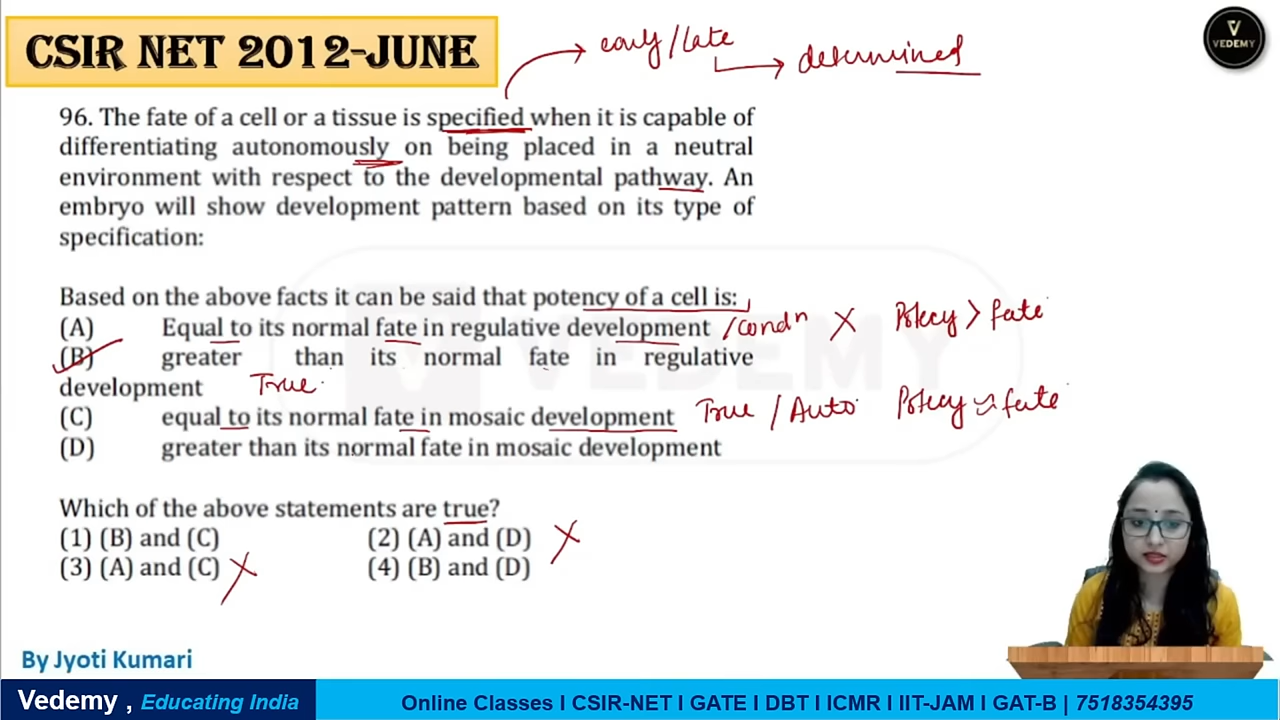 CSIR NET 2012-JUNE
early/late
determined
VEDEMY
96. The fate of a cell or a tissue is specified when it is capable of
differentiating autonomously on being placed in a neutral
environment with respect to the developmental pathway. An
embryo will show development pattern based on its type of
specification:
Based on the above facts it can be said that potency of a cell is:
(A) Equal to its normal fate in regulative development /condn X Potency > fate
(B) greater than its normal fate in regulative
development True.
(C) equal to its normal fate in mosaic development True / Auto Potency ≈ fate
(D) greater than its normal fate in mosaic development
VEDEMY
Which of the above statements are true?
(1) (B) and (C) (2) (A) and (D) X
(3) (A) and (C) X (4) (B) and (D)
By Jyoti Kumari
Vedemy , Educating India Online Classes I CSIR-NET I GATE I DBT I ICMR I IIT-JAM I GAT-B | 7518354395